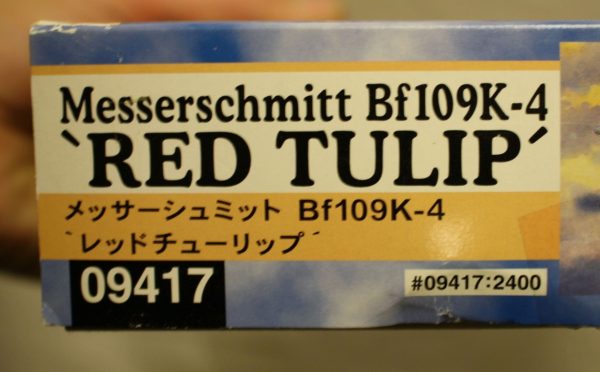 Messerschmitt Bf109K-4
`RED TULIP´
メッサーシュミット Bf109K-4
`レッドチューリップ´
09417
#09417:2400